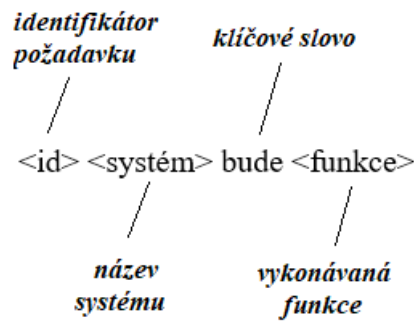 identifikátor
požadavku
klíčové slovo
<id> <systém> bude <funkce>
název
systému
vykonávaná
funkce